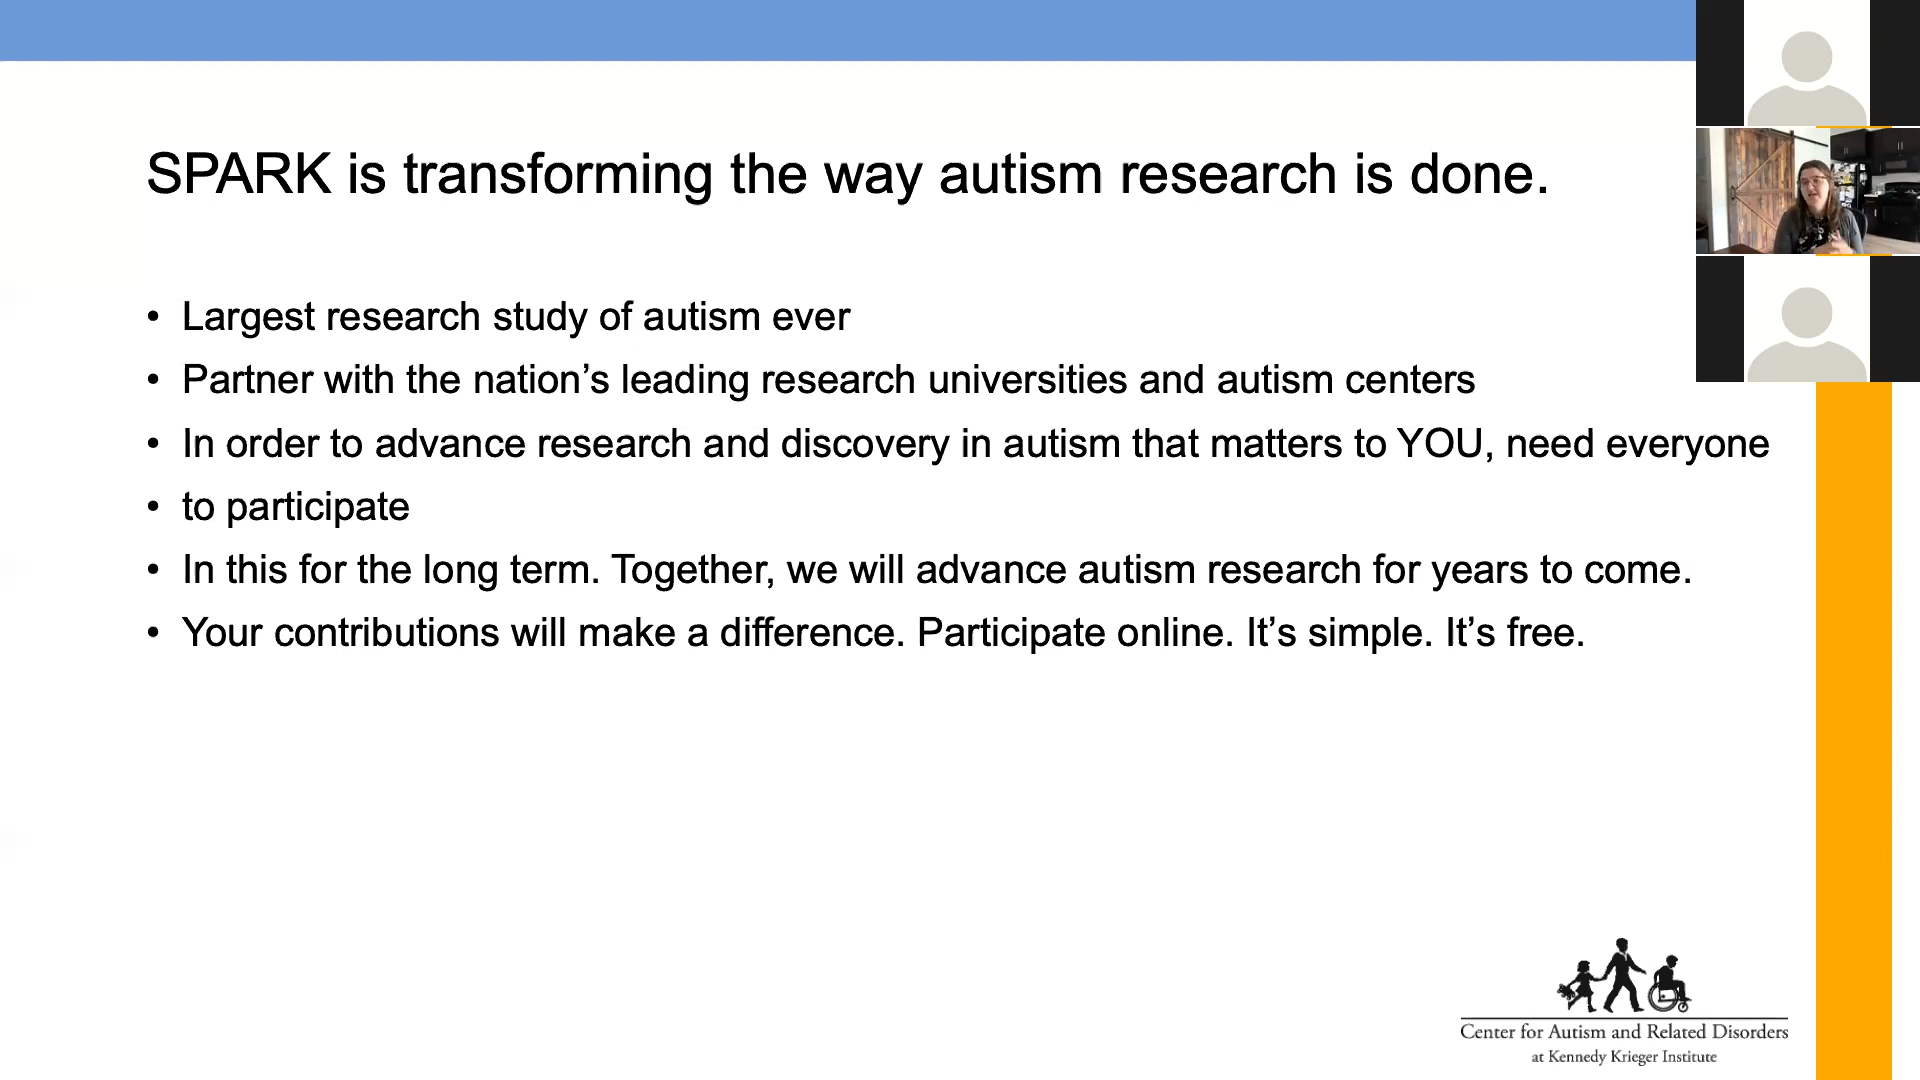 SPARK is transforming the way autism research is done.
• Largest research study of autism ever
• Partner with the nation’s leading research universities and autism centers
• In order to advance research and discovery in autism that matters to YOU, need everyone
• to participate
• In this for the long term. Together, we will advance autism research for years to come.
• Your contributions will make a difference. Participate online. It’s simple. It’s free.
Center for Autism and Related Disorders
at Kennedy Krieger Institute